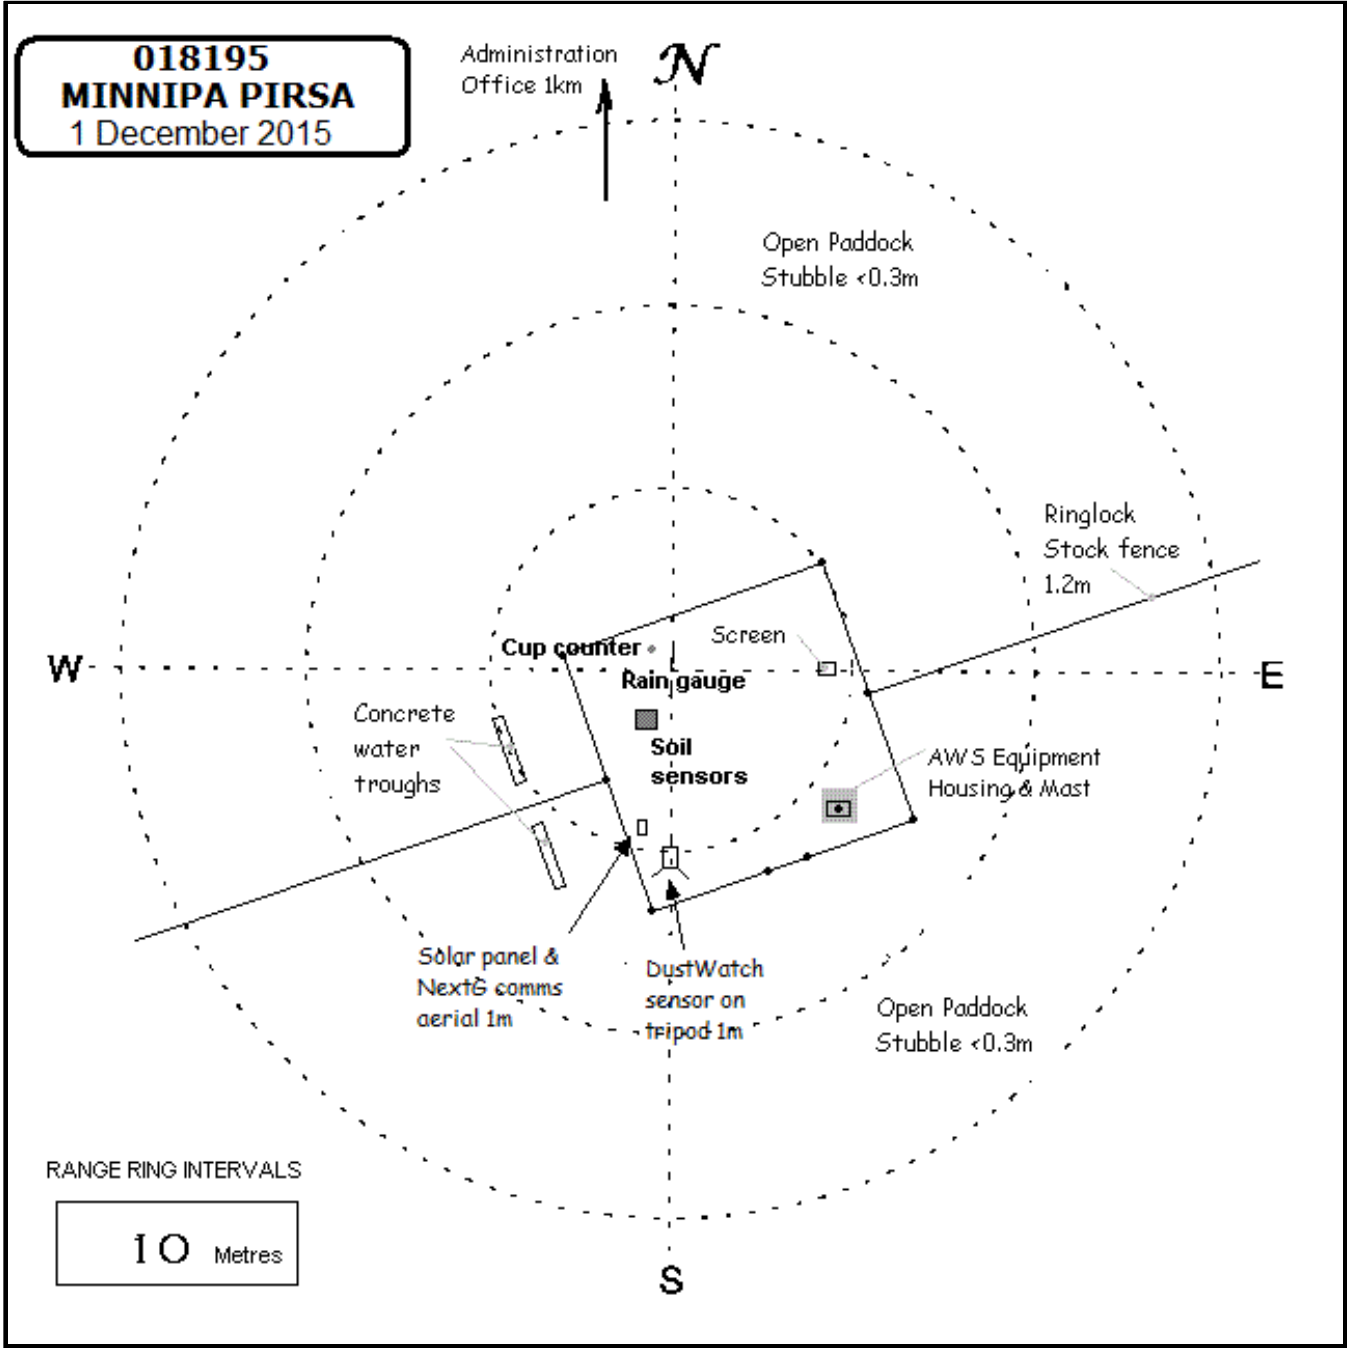 018195
MINNIPA PIRSA
1 December 2015
Administration
Office 1km
N
Open Paddock
Stubble <0.3m
Ringlock
Stock fence
1.2m
Screen
Cup counter
W
E
Rain gauge
Concrete
water
troughs
Soil
sensors
AWS Equipment
Housing & Mast
Solar panel &
NextG comms
aerial 1m
DustWatch
sensor on
tripod 1m
Open Paddock
Stubble <0.3m
RANGE RING INTERVALS
10 Metres
S